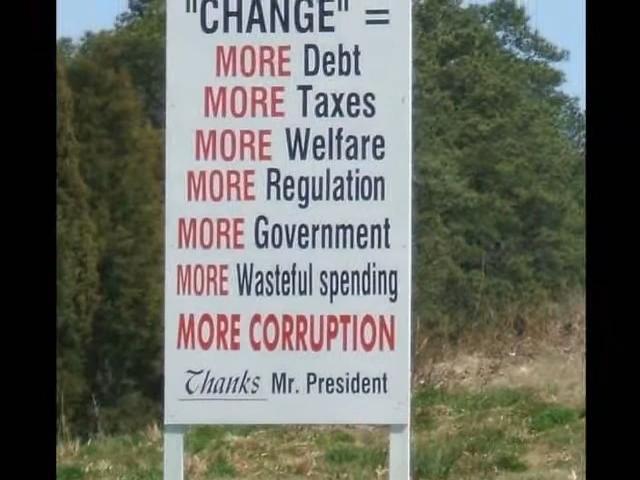 "CHANGE" =
MORE Debt
MORE Taxes
MORE Welfare
MORE Regulation
MORE Government
MORE Wasteful spending
MORE CORRUPTION
Thanks Mr. President